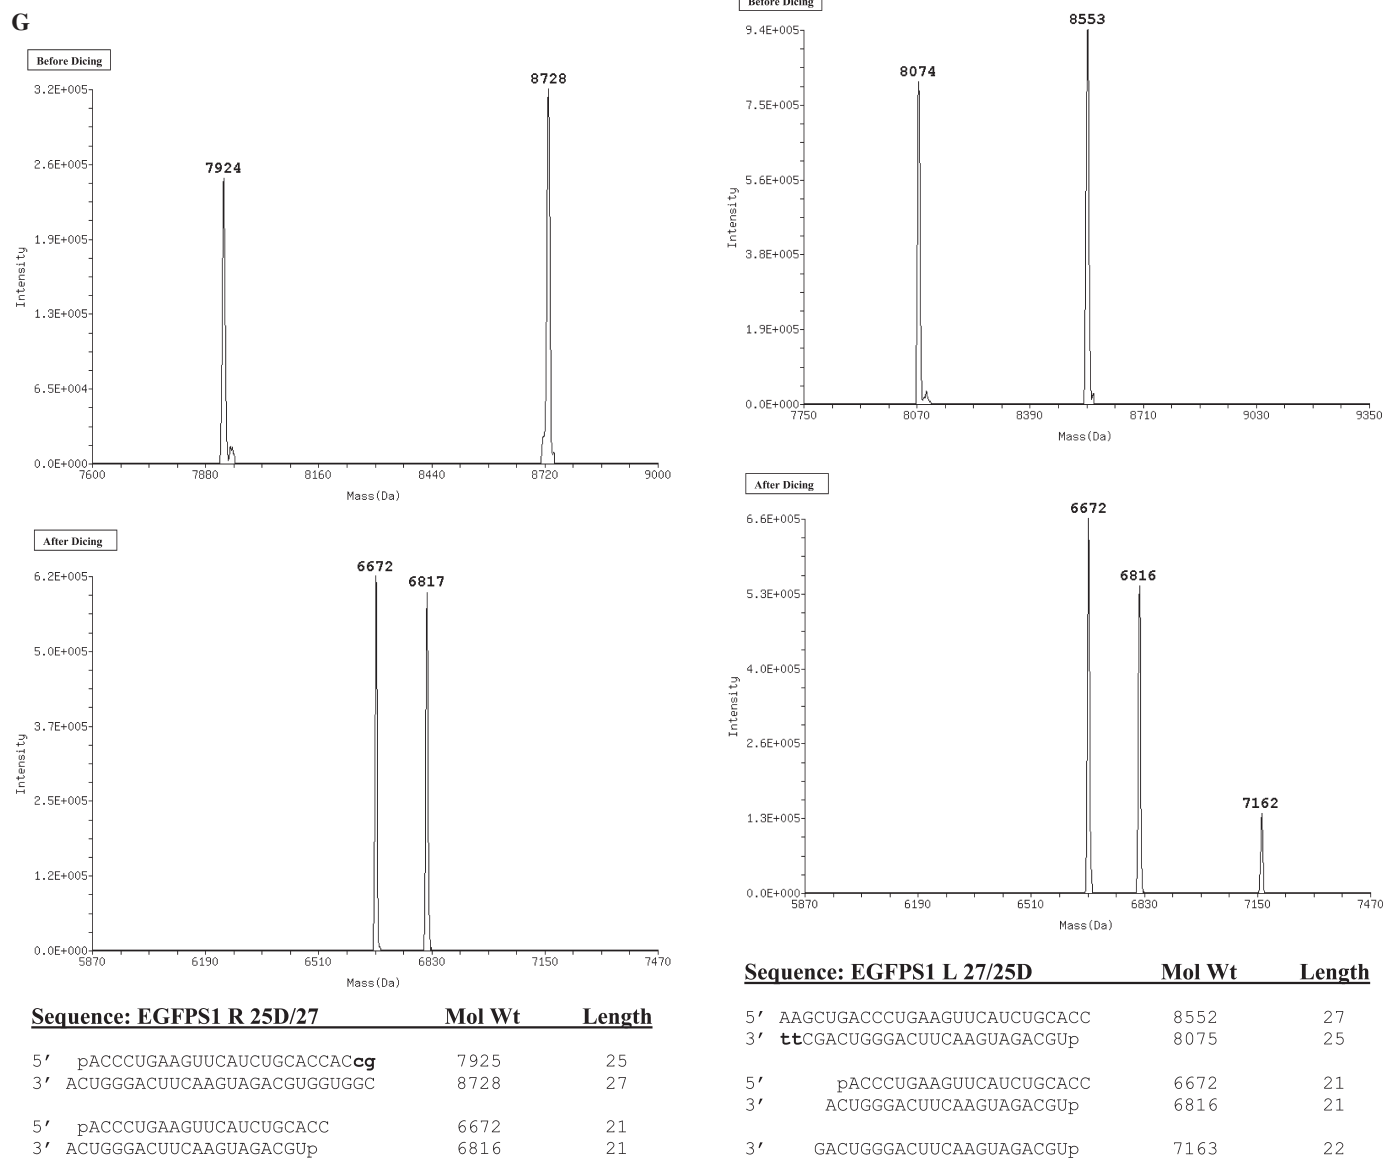 G
Before Dicing
3.2E+005
2.6E+005
1.9E+005
1.3E+005
6.5E+004
0.0E+000
Intensity
7924
8728
7600 7880 8160 8440 8720 9000
Mass(Da)
After Dicing
6.2E+005
5.0E+005
3.7E+005
2.5E+005
1.2E+005
0.0E+000
Intensity
6672
6817
5870 6190 6510 6830 7150 7470
Mass(Da)
Sequence: EGFPS1 R 25D/27 Mol Wt Length
5′ pACCCUGAAGUUCAUCUGCACCACcg 7925 25
3′ ACUGGGACUUCAAGUAGACGUGGUGGC 8728 27
5′ pACCCUGAAGUUCAUCUGCACC 6672 21
3′ ACUGGGACUUCAAGUAGACGUp 6816 21
Before Dicing
9.4E+005
7.5E+005
5.6E+005
3.8E+005
1.9E+005
0.0E+000
Intensity
8074
8553
7750 8070 8390 8710 9030 9350
Mass(Da)
After Dicing
6.6E+005
5.3E+005
4.0E+005
2.6E+005
1.3E+005
0.0E+000
Intensity
6672
6816
7162
5870 6190 6510 6830 7150 7470
Mass(Da)
Sequence: EGFPS1 L 27/25D Mol Wt Length
5′ AAGCUGACCCUGAAGUUCAUCUGCACC 8552 27
3′ ttCGACUGGGACUUCAAGUAGACGUp 8075 25
5′ pACCCUGAAGUUCAUCUGCACC 6672 21
3′ ACUGGGACUUCAAGUAGACGUp 6816 21
3′ GACUGGGACUUCAAGUAGACGUp 7163 22